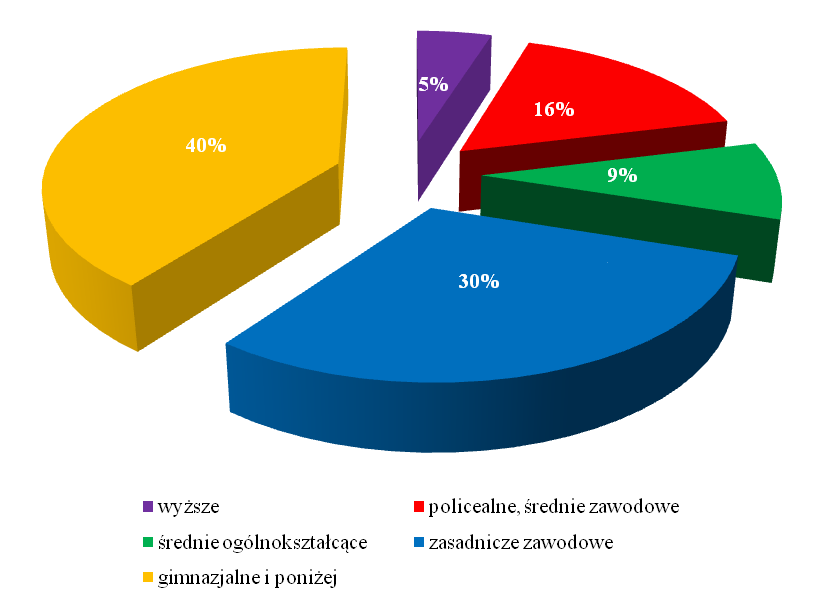 5%
16%
40%
9%
30%
wyższe
policealne, średnie zawodowe
średnie ogólnokształcące
zasadnicze zawodowe
gimnazjalne i poniżej